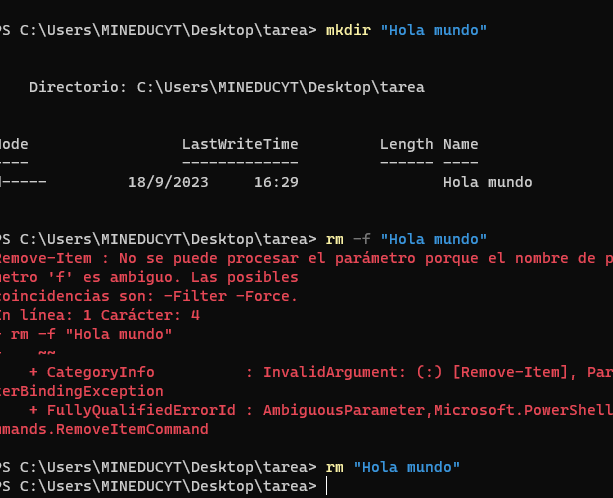 PS C:\Users\MINEDUCYT\Desktop\tarea> mkdir "Hola mundo"
Directorio: C:\Users\MINEDUCYT\Desktop\tarea
Mode LastWriteTime Length Name
---- ------------- ------ ----
d----- 18/9/2023 16:29 Hola mundo
PS C:\Users\MINEDUCYT\Desktop\tarea> rm -f "Hola mundo"
Remove-Item : No se puede procesar el parámetro porque el nombre de p
metro 'f' es ambiguo. Las posibles
coincidencias son: -Filter -Force.
En línea: 1 Carácter: 4
+ rm -f "Hola mundo"
+ ~~
+ CategoryInfo : InvalidArgument: (:) [Remove-Item], Par
terBindingException
+ FullyQualifiedErrorId : AmbiguousParameter,Microsoft.PowerShell
mmands.RemoveItemCommand
PS C:\Users\MINEDUCYT\Desktop\tarea> rm "Hola mundo"
PS C:\Users\MINEDUCYT\Desktop\tarea>